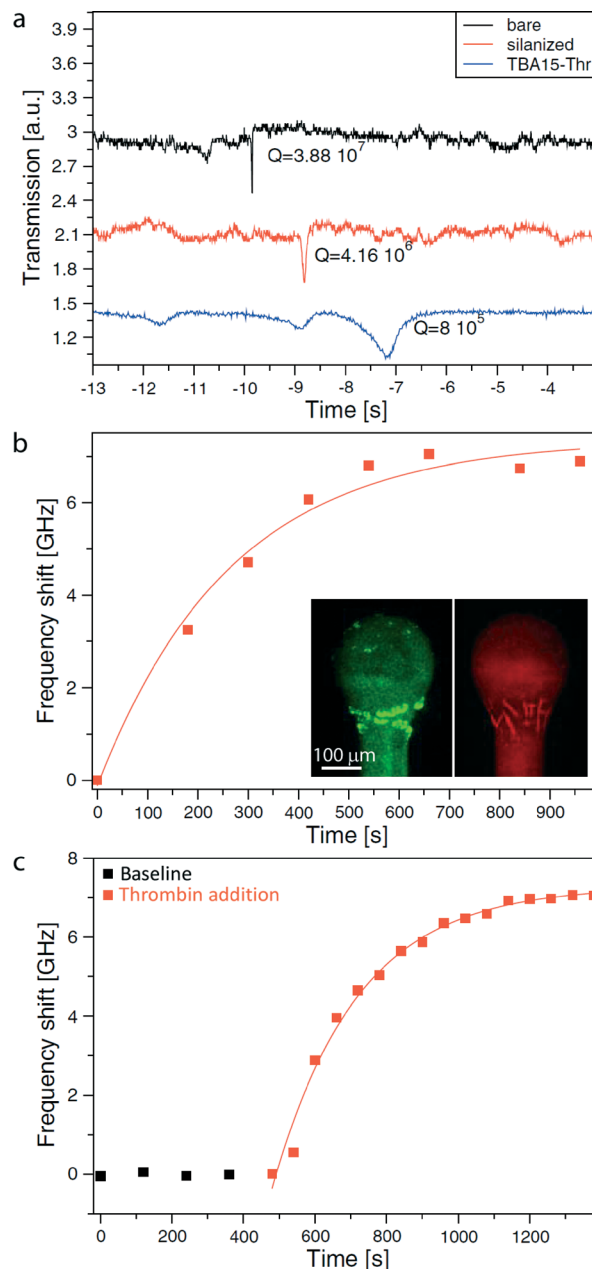 a
3.9
3.6
3.3
3
2.7
2.4
2.1
1.8
1.5
1.2
Transmission [a.u.]
bare
silanized
TBA15-Thr
Q=3.88 10^7
Q=4.16 10^6
Q=8 10^5
-13 -12 -11 -10 -9 -8 -7 -6 -5 -4
Time [s]
b
6
4
2
0
Frequency shift [GHz]
100 μm
0 100 200 300 400 500 600 700 800 900
Time [s]
c
8
6
4
2
0
Frequency shift [GHz]
Baseline
Thrombin addition
0 200 400 600 800 1000 1200
Time [s]